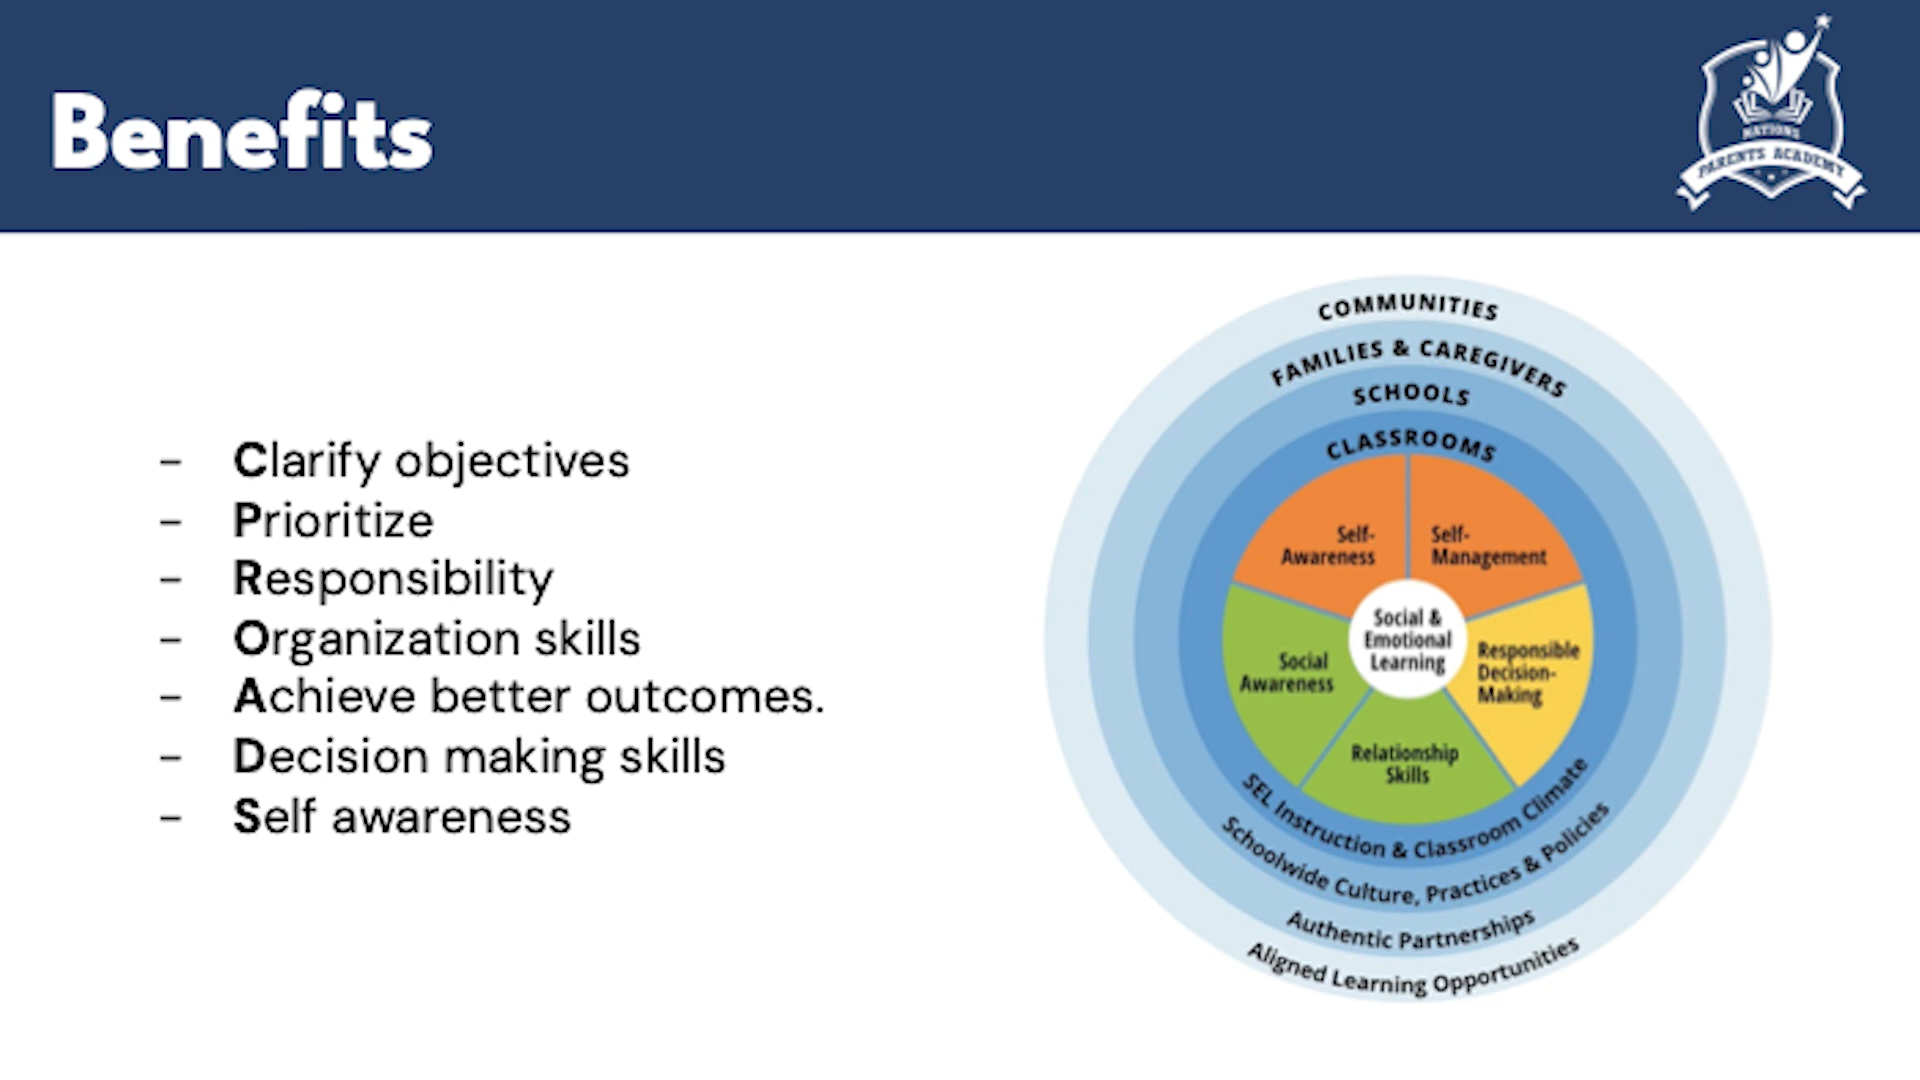 Benefits
NATIONS
PARENTS ACADEMY
- Clarify objectives
- Prioritize
- Responsibility
- Organization skills
- Achieve better outcomes.
- Decision making skills
- Self awareness
COMMUNITIES
FAMILIES & CAREGIVERS
SCHOOLS
CLASSROOMS
Self-
Awareness
Self-
Management
Social &
Emotional
Learning
Social
Awareness
Responsible
Decision-
Making
Relationship
Skills
SEL Instruction & Classroom Climate
Schoolwide Culture, Practices & Policies
Authentic Partnerships
Aligned Learning Opportunities